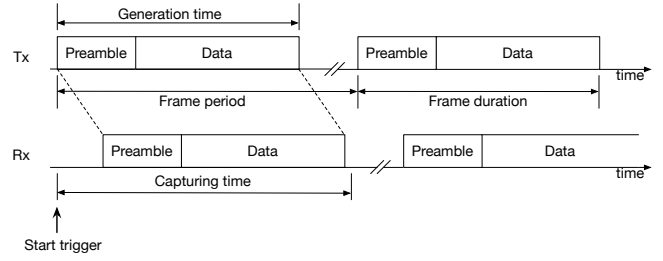 Generation time
Tx
Preamble
Data
Preamble
Data
time
Frame period
Frame duration
Rx
Preamble
Data
Preamble
Data
time
Capturing time
Start trigger